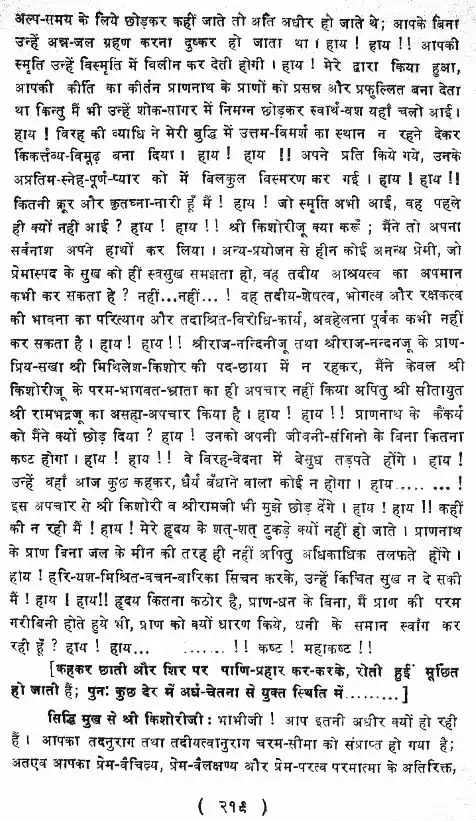 अल्प-समय के लिये छोड़कर कहीं जाते तो अति अधीर हो जाते थे; आपके बिना
उन्हें अन्न-जल ग्रहण करना दुष्कर हो जाता था । हाय ! हाय !! आपकी
स्मृति उन्हें विस्मृति में विलीन कर देती होगी । हाय ! मेरे द्वारा किया हुआ,
आपकी कीर्ति का कीर्तन प्राणनाथ के प्राणों को प्रसन्न और प्रफुल्लित बना देता
था किन्तु मैं भी उन्हें शोक-सागर में निमग्न छोड़कर स्वार्थ-वश यहाँ चली आई।
हाय ! विरह की व्याधि ने मेरी बुद्धि में उत्तम-विमर्श का स्थान न रहने देकर
किंकर्त्तव्य-विमूढ़ बना दिया । हाय ! हाय !! अपने प्रति किये गये, उनके
अप्रतिम-स्नेह-पूर्ण-प्यार को में बिलकुल विस्मरण कर गई । हाय ! हाय !!
कितनी क्रूर और कृतघ्ना-नारी हूँ मैं ! हाय ! जो स्मृति अभी आई, वह पहले
ही क्यों नहीं आई ? हाय ! हाय !! श्री किशोरीजू क्या करूँ ; मैंने तो अपना
सर्वनाश अपने हाथों कर लिया । अन्य-प्रयोजन से हीन कोई अनन्य प्रेमी, जो
प्रेमास्पद के सुख को ही स्वसुख समझता हो, वह तदीय आश्रयत्व का अपमान
कभी कर सकता है ? नहीं...नहीं... ! वह तदीय-शेषत्व, भोगत्व और रक्षकत्व
की भावना का परित्याग और तदाश्रित-विरोधि-कार्य, अवहेलना पूर्वक कभी नहीं
कर सकता है । हाय ! हाय !! श्रीराज-नन्दिनीजू तथा श्रीराज-नन्दनजू के प्राण-
प्रिय-सखा श्री मिथिलेश-किशोर की पद-छाया में न रहकर, मैंने केवल श्री
किशोरीजू के परम-भागवत-भ्राता का ही अपचार नहीं किया अपितु श्री सीतायुत
श्री रामभद्रजू का असह्य-अपचार किया है । हाय ! हाय !! प्राणनाथ के कैंकर्य
को मैंने क्यों छोड़ दिया ? हाय ! उनको अपनी जीवनी-संगिनी के बिना कितना
कष्ट होगा । हाय ! हाय !! वे विरह-वेदना में बेसुध तड़पते होंगे । हाय !
उन्हें वहाँ आज कुछ कहकर, धैर्य बँधाने वाला कोई न होगा । हाय...... ... !
इस अपचार से श्री किशोरी व श्रीरामजी भी मुझे छोड़ देंगे । हाय ! हाय !! कहीं
की न रही मैं ! हाय ! मेरे हृदय के शत्-शत् टुकड़े क्यों नहीं हो जाते । प्राणनाथ
के प्राण बिना जल के मीन की तरह ही नहीं अपितु अधिकाधिक तलफते होंगे ।
हाय ! हरि-यश-मिश्रित-वचन-वारिका सिंचन करके, उन्हें किंचित सुख न दे सकी
मैं ! हाय ! हाय!! हृदय कितना कठोर है, प्राण-धन के बिना, मैं प्राण की परम
गरीबिनी होते हुये भी, प्राण को क्यों धारण किये, धनी के समान स्वाँग कर
रही हूँ ? हाय ! हाय... ... ... ... !! कष्ट ! महाकष्ट !!
[कहकर छाती और शिर पर पाणि-प्रहार कर-करके, रोती हुई मूर्छित
हो जाती हैं; पुनः कुछ देर में अर्ध-चेतना से युक्त स्थिति में... ... ...]
सिद्धि मुख से श्री किशोरीजी : भाभीजी ! आप इतनी अधीर क्यों हो रही
हैं । आपका तदनुराग तथा तदीयत्वानुराग चरम-सीमा को संप्राप्त हो गया है;
अतएव आपका प्रेम-वैचित्र्य, प्रेम-वैलक्षण्य और प्रेम-परत्व परमात्मा के अतिरिक्त,
( २१९ )